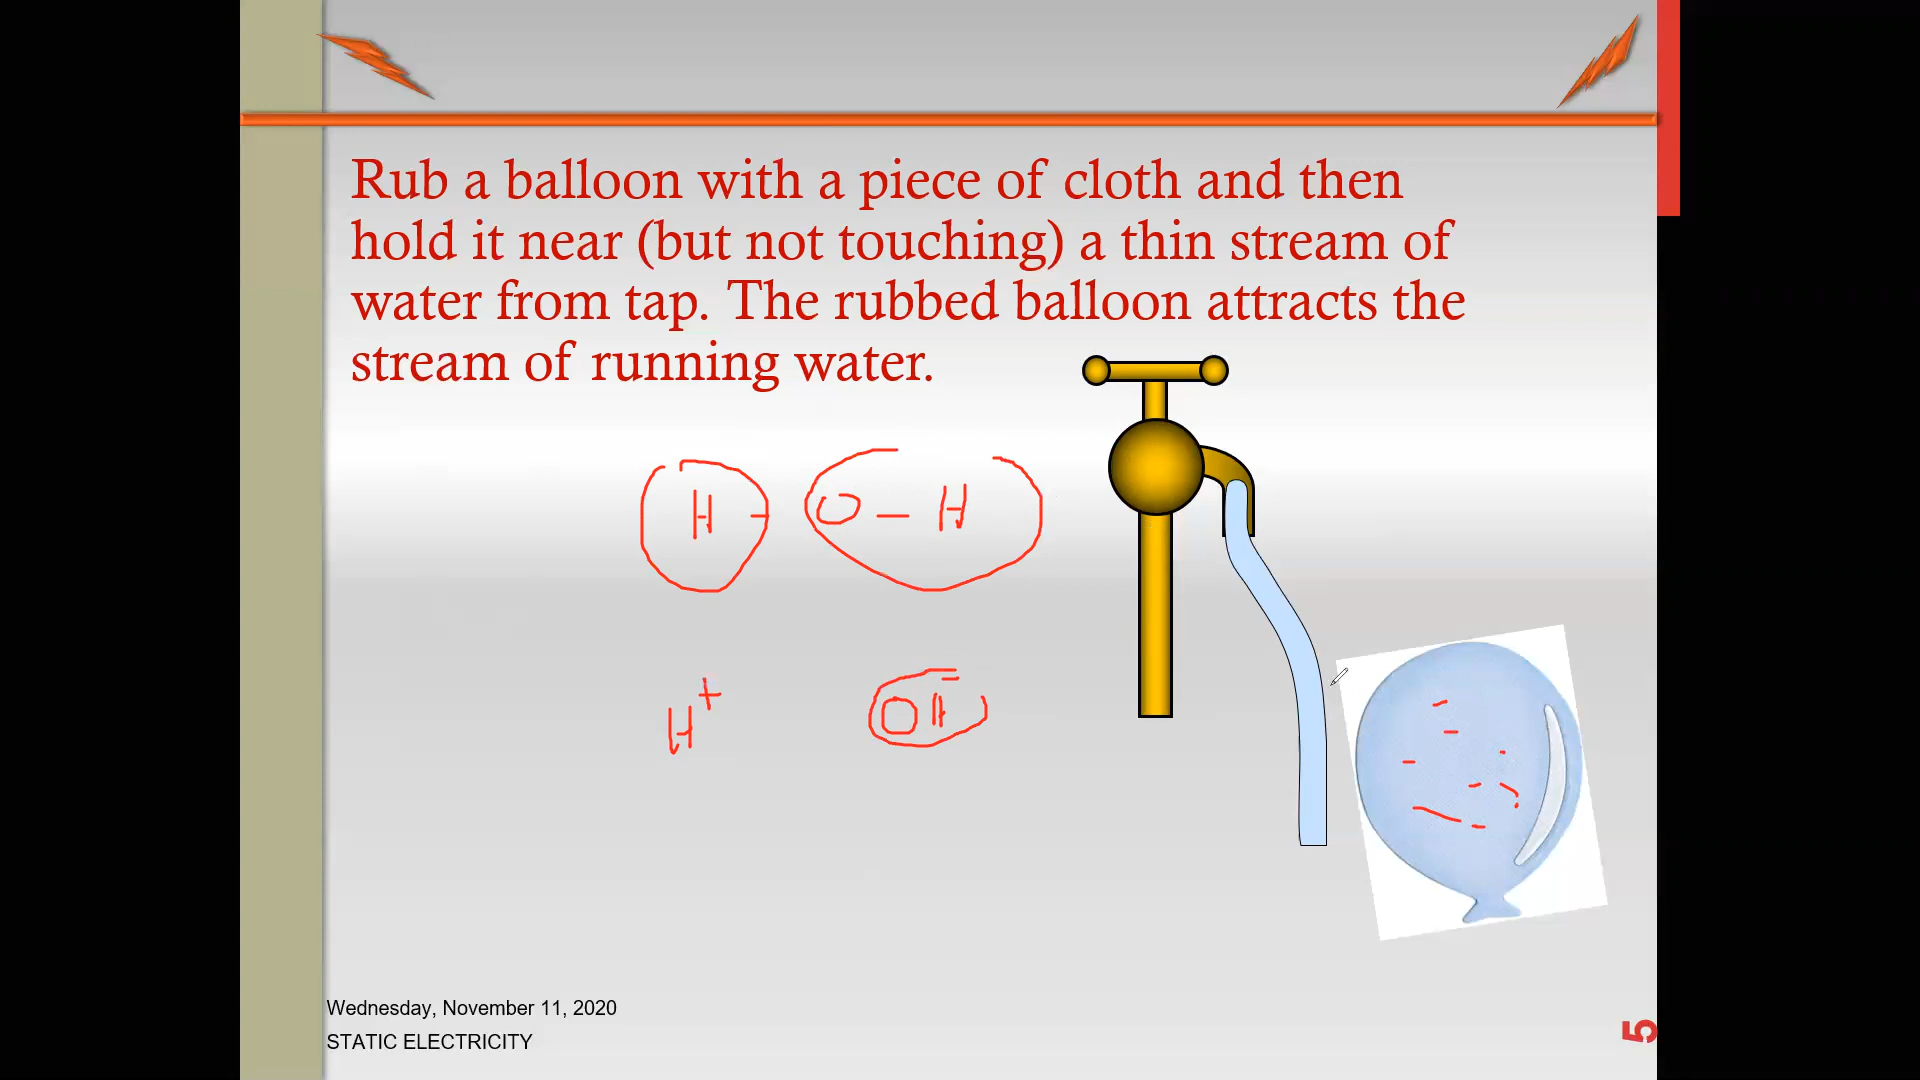 Rub a balloon with a piece of cloth and then
hold it near (but not touching) a thin stream of
water from tap. The rubbed balloon attracts the
stream of running water.
H - O - H
H+ OH-
Wednesday, November 11, 2020
STATIC ELECTRICITY
5